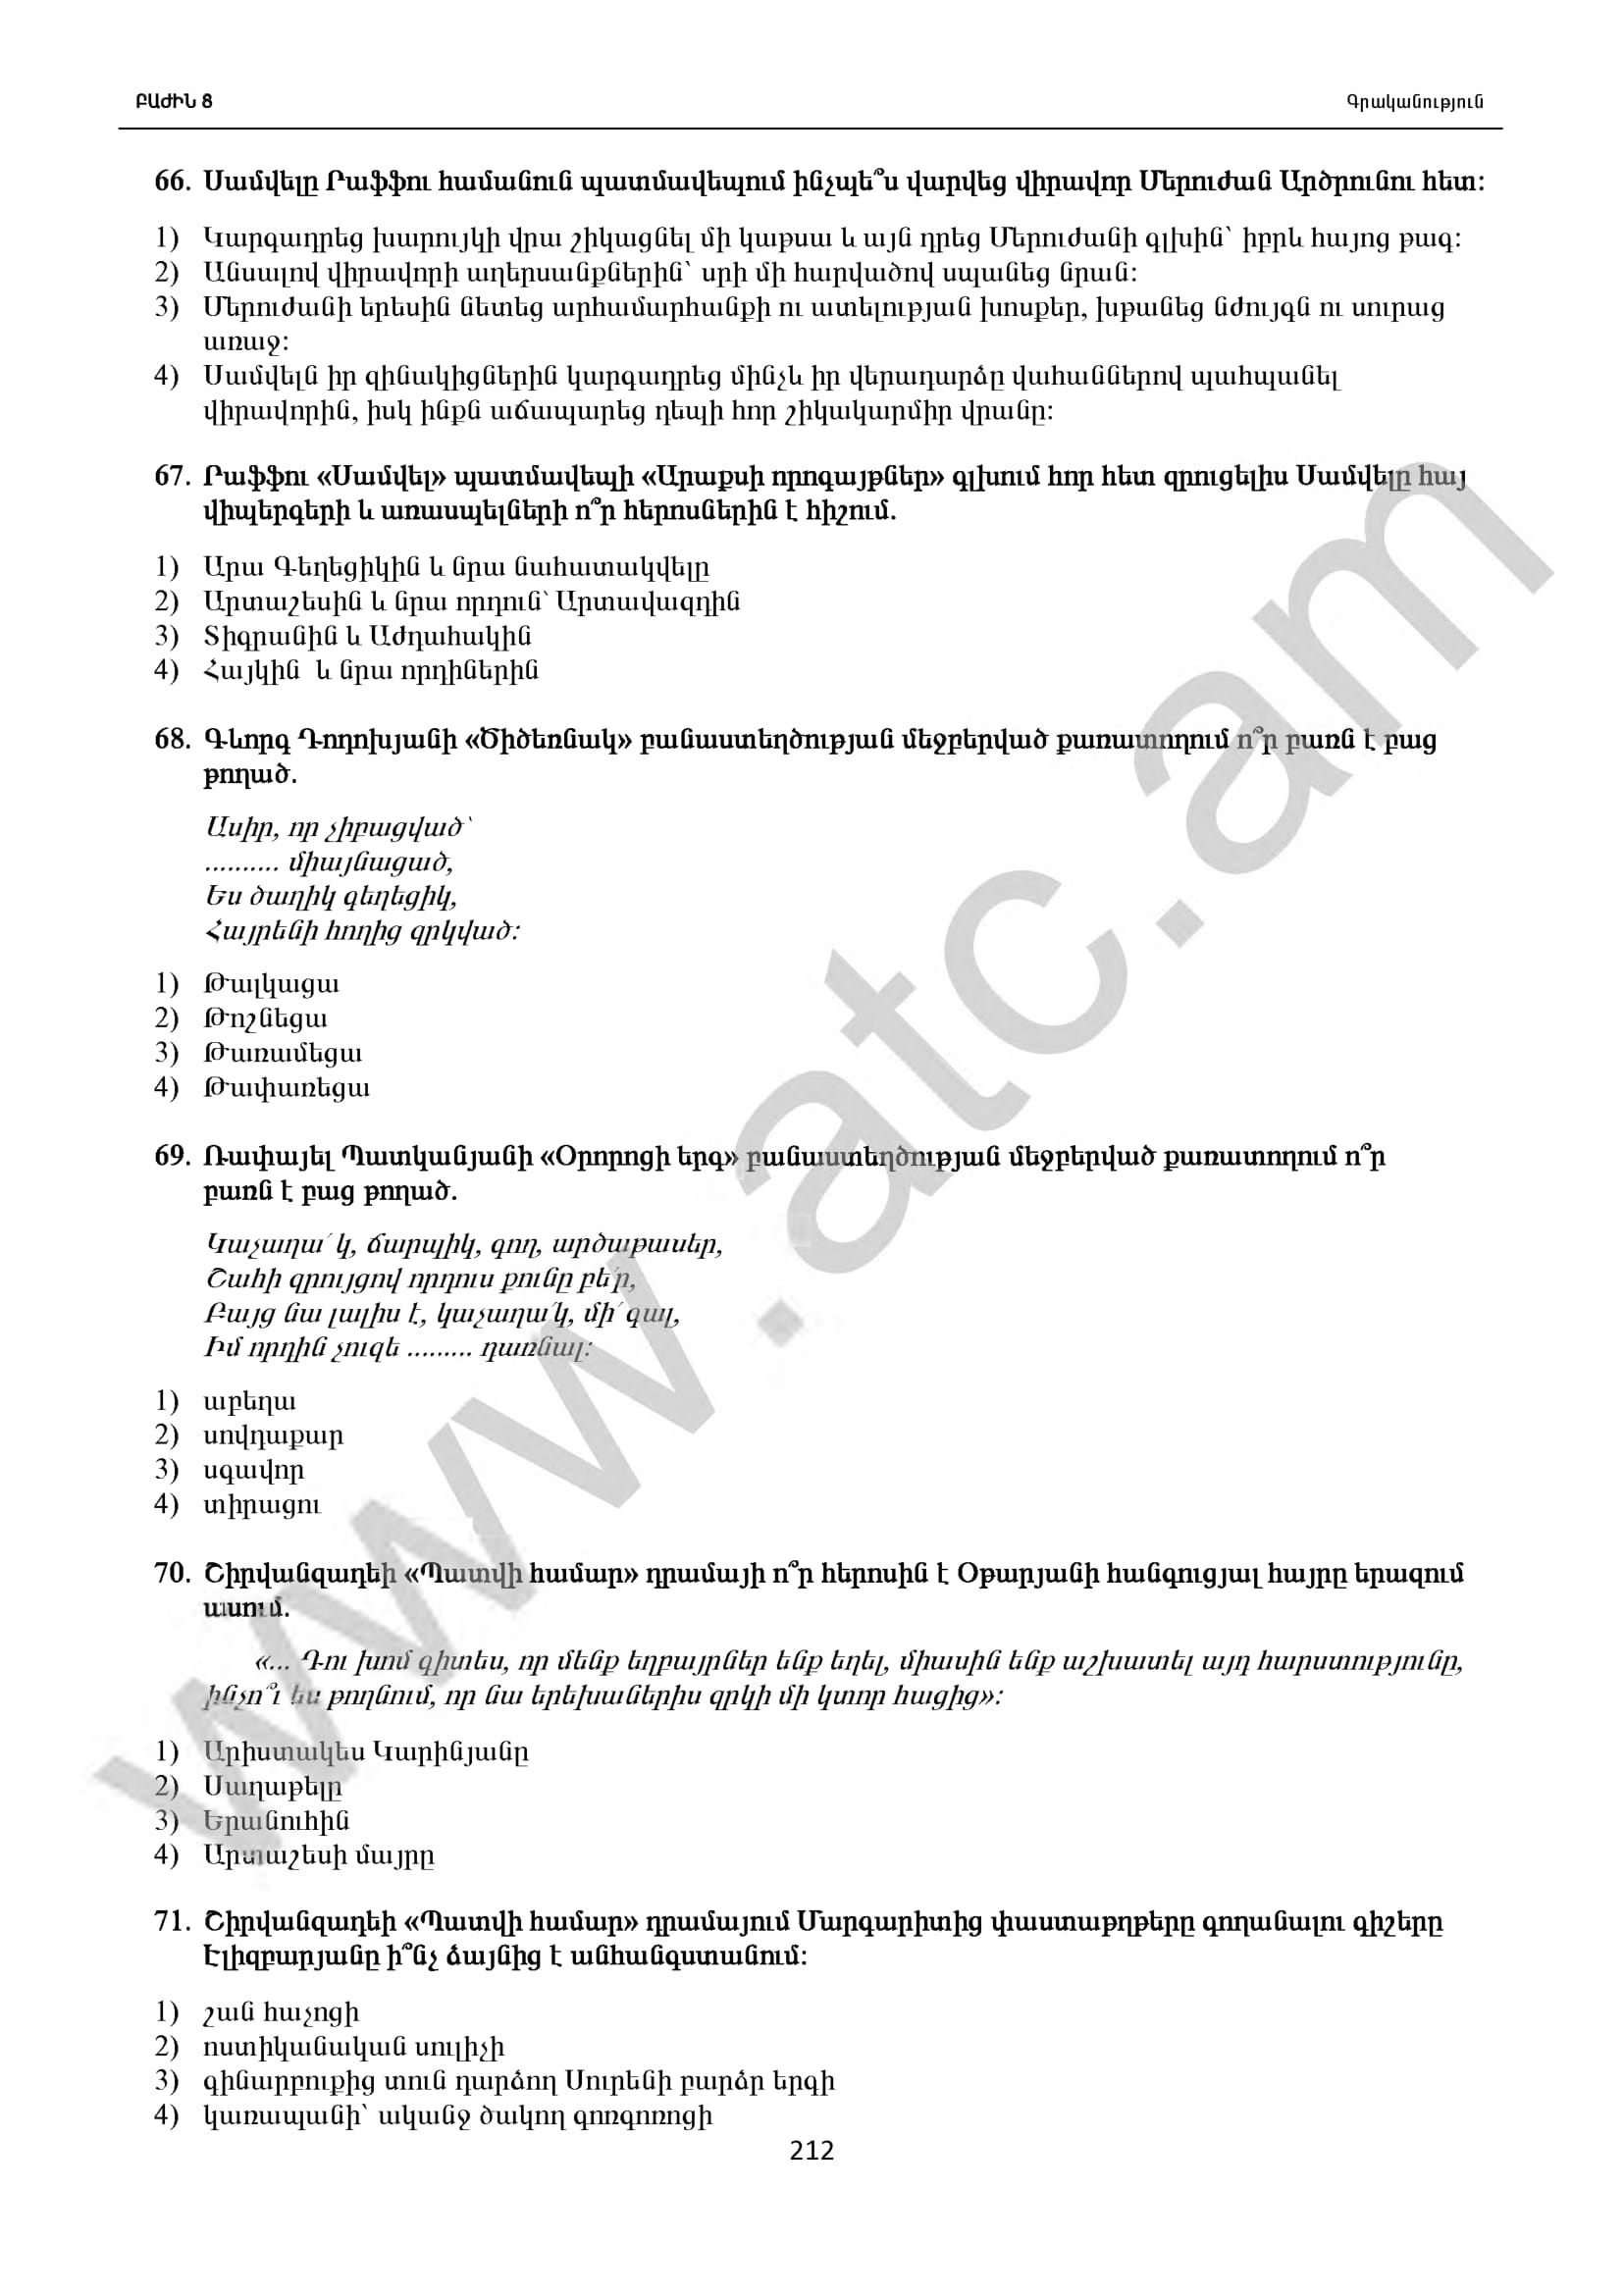 ԲԱԺԻՆ 8
Գրականություն
66. Սամվելը Րաֆֆու համանուն պատմավեպում ինչպե՞ս վարվեց վիրավոր Մերուժան Արծրունու հետ:
1) Կարգադրեց խարույկի վրա շիկացնել մի կաթսա և այն դրեց Մերուժանի գլխին՝ իբրև հայոց թագ:
2) Անսալով վիրավորի աղերսանքներին՝ սրի մի հարվածով սպանեց նրան:
3) Մերուժանի երեսին նետեց արհամարհանքի ու ատելության խոսքեր, խթանեց նժույգն ու սուրաց
առաջ:
4) Սամվելն իր զինակիցներին կարգադրեց մինչև իր վերադարձը վահաններով պահպանել
վիրավորին, իսկ ինքն աճապարեց դեպի հոր շիկակարմիր վրանը:
67. Րաֆֆու «Սամվել» պատմավեպի «Արաքսի որոգայթներ» գլխում հոր հետ զրուցելիս Սամվելը հայ
վիպերգերի և առասպելների ո՞ր հերոսներին է հիշում.
1) Արա Գեղեցիկին և նրա նահատակվելը
2) Արտաշեսին և նրա որդուն՝ Արտավազդին
3) Տիգրանին և Աժդահակին
4) Հայկին և նրա որդիներին
68. Գևորգ Դոդոխյանի «Ծիծեռնակ» բանաստեղծության մեջբերված քառատողում ո՞ր բառն է բաց
թողած.
Ասիր, որ չիբացված՝
.......... միայնացած,
Ես ծաղիկ գեղեցիկ,
Հայրենի հողից զրկված:
1) Թալկացա
2) Թոշնեցա
3) Թառամեցա
4) Թափառեցա
69. Ռափայել Պատկանյանի «Օրորոցի երգ» բանաստեղծության մեջբերված քառատողում ո՞ր
բառն է բաց թողած.
Կաչաղա՛կ, ճարպիկ, գող, արծաթասեր,
Շահի զրույցով որդուս քունը բե՛ր,
Բայց նա լալիս է, կաչաղա՛կ, մի՛ գալ,
Իմ որդին չուզե ......... դառնալ:
1) աբեղա
2) սովդաքար
3) սգավոր
4) տիրացու
70. Շիրվանզադեի «Պատվի համար» դրամայի ո՞ր հերոսին է Օթարյանի հանգուցյալ հայրը երազում
ասում.
«... Դու խոմ գիտես, որ մենք եղբայրներ ենք եղել, միասին ենք աշխատել այդ հարստությունը,
ինչո՞ւ ես թողնում, որ նա երեխաներիս զրկի մի կտոր հացից»:
1) Արիստակես Կարինյանը
2) Սաղաթելը
3) Երանուհին
4) Արտաշեսի մայրը
71. Շիրվանզադեի «Պատվի համար» դրամայում Մարգարիտից փաստաթղթերը գողանալու գիշերը
Էլիզբարյանը ի՞նչ ձայնից է անհանգստանում:
1) շան հաչոցի
2) ոստիկանական սուլիչի
3) գինարբուքից տուն դարձող Սուրենի բարձր երգի
4) կառապանի՝ ականջ ծակող գոռգոռոցի
212
www.atc.am